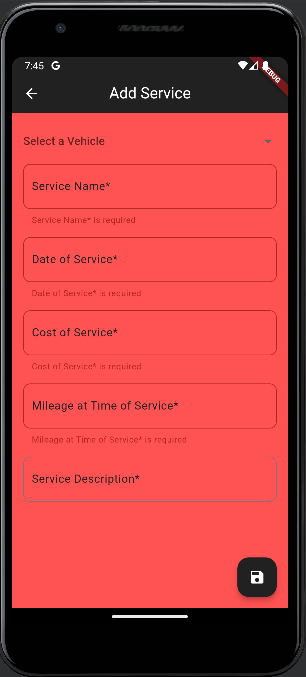 7:45 G
DEBUG
Add Service
Select a Vehicle
Service Name*
Service Name* is required
Date of Service*
Date of Service* is required
Cost of Service*
Cost of Service* is required
Mileage at Time of Service*
Mileage at Time of Service* is required
Service Description*